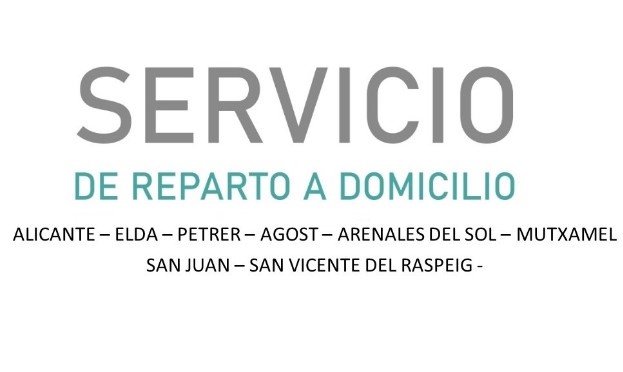 SERVICIO
DE REPARTO A DOMICILIO
ALICANTE – ELDA – PETRER – AGOST – ARENALES DEL SOL – MUTXAMEL
SAN JUAN – SAN VICENTE DEL RASPEIG -